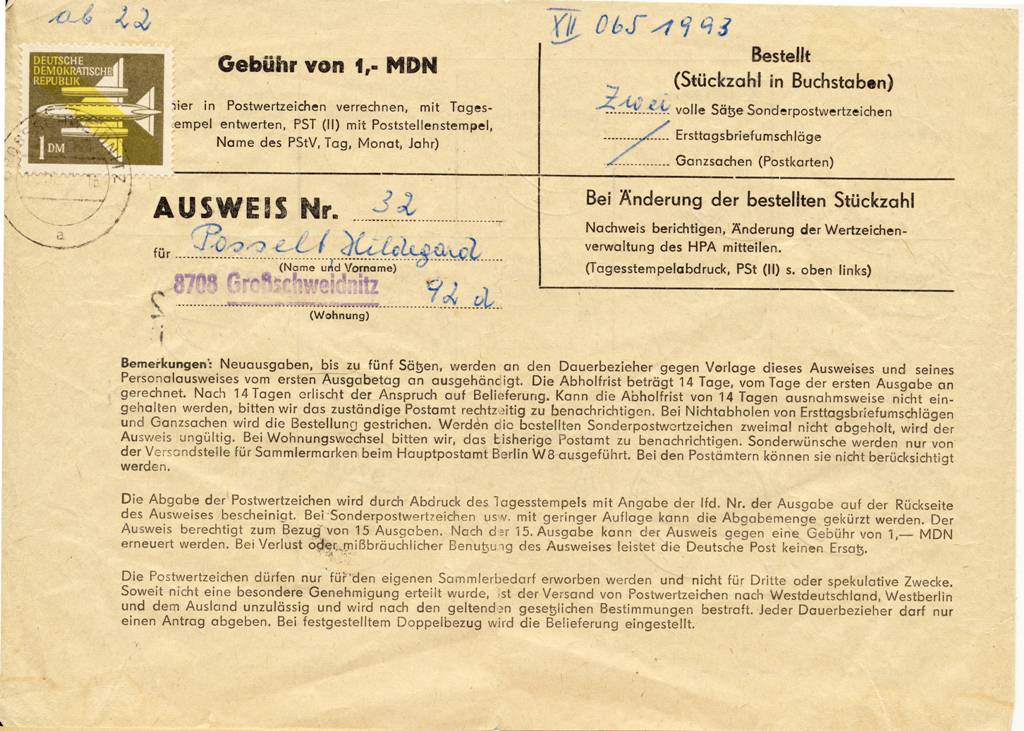 ab 22
XII 065 1993
DEUTSCHE
DEMOKRATISCHE
REPUBLIK
1 DM
a
Gebühr von 1,- MDN
hier in Postwertzeichen verrechnen, mit Tages-
empel entwerten, PST (II) mit Poststellenstempel,
Name des PStV, Tag, Monat, Jahr)
Bestellt
(Stückzahl in Buchstaben)
Zwei volle Sätze Sonderpostwertzeichen
Ersttagsbriefumschläge
Ganzsachen (Postkarten)
AUSWEIS Nr. 32
für Posselt Hildegard
(Name und Vorname)
8708 Großschweidnitz 92 d
(Wohnung)
Bei Änderung der bestellten Stückzahl
Nachweis berichtigen, Änderung der Wertzeichen-
verwaltung des HPA mitteilen.
(Tagesstempelabdruck, PSt (II) s. oben links)
Bemerkungen: Neuausgaben, bis zu fünf Sätzen, werden an den Dauerbezieher gegen Vorlage dieses Ausweises und seines
Personalausweises vom ersten Ausgabetag an ausgehändigt. Die Abholfrist beträgt 14 Tage, vom Tage der ersten Ausgabe an
gerechnet. Nach 14 Tagen erlischt der Anspruch auf Belieferung. Kann die Abholfrist von 14 Tagen ausnahmsweise nicht ein-
gehalten werden, bitten wir das zuständige Postamt rechtzeitig zu benachrichtigen. Bei Nichtabholen von Ersttagsbriefumschlägen
und Ganzsachen wird die Bestellung gestrichen. Werden die bestellten Sonderpostwertzeichen zweimal nicht abgeholt, wird der
Ausweis ungültig. Bei Wohnungswechsel bitten wir, das bisherige Postamt zu benachrichtigen. Sonderwünsche werden nur von
der Versandstelle für Sammlermarken beim Hauptpostamt Berlin W8 ausgeführt. Bei den Postämtern können sie nicht berücksichtigt
werden.
Die Abgabe der Postwertzeichen wird durch Abdruck des Tagesstempels mit Angabe der lfd. Nr. der Ausgabe auf der Rückseite
des Ausweises bescheinigt. Bei Sonderpostwertzeichen usw. mit geringer Auflage kann die Abgabemenge gekürzt werden. Der
Ausweis berechtigt zum Bezug von 15 Ausgaben. Nach der 15. Ausgabe kann der Ausweis gegen eine Gebühr von 1,— MDN
erneuert werden. Bei Verlust oder mißbräuchlicher Benutzung des Ausweises leistet die Deutsche Post keinen Ersatz.
Die Postwertzeichen dürfen nur für den eigenen Sammlerbedarf erworben werden und nicht für Dritte oder spekulative Zwecke.
Soweit nicht eine besondere Genehmigung erteilt wurde, ist der Versand von Postwertzeichen nach Westdeutschland, Westberlin
und dem Ausland unzulässig und wird nach den geltenden gesetzlichen Bestimmungen bestraft. Jeder Dauerbezieher darf nur
einen Antrag abgeben. Bei festgestelltem Doppelbezug wird die Belieferung eingestellt.